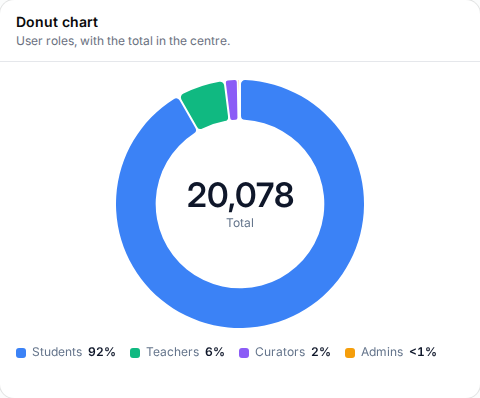 Donut chart
User roles, with the total in the centre.
20,078
Total
Students 92% Teachers 6% Curators 2% Admins <1%